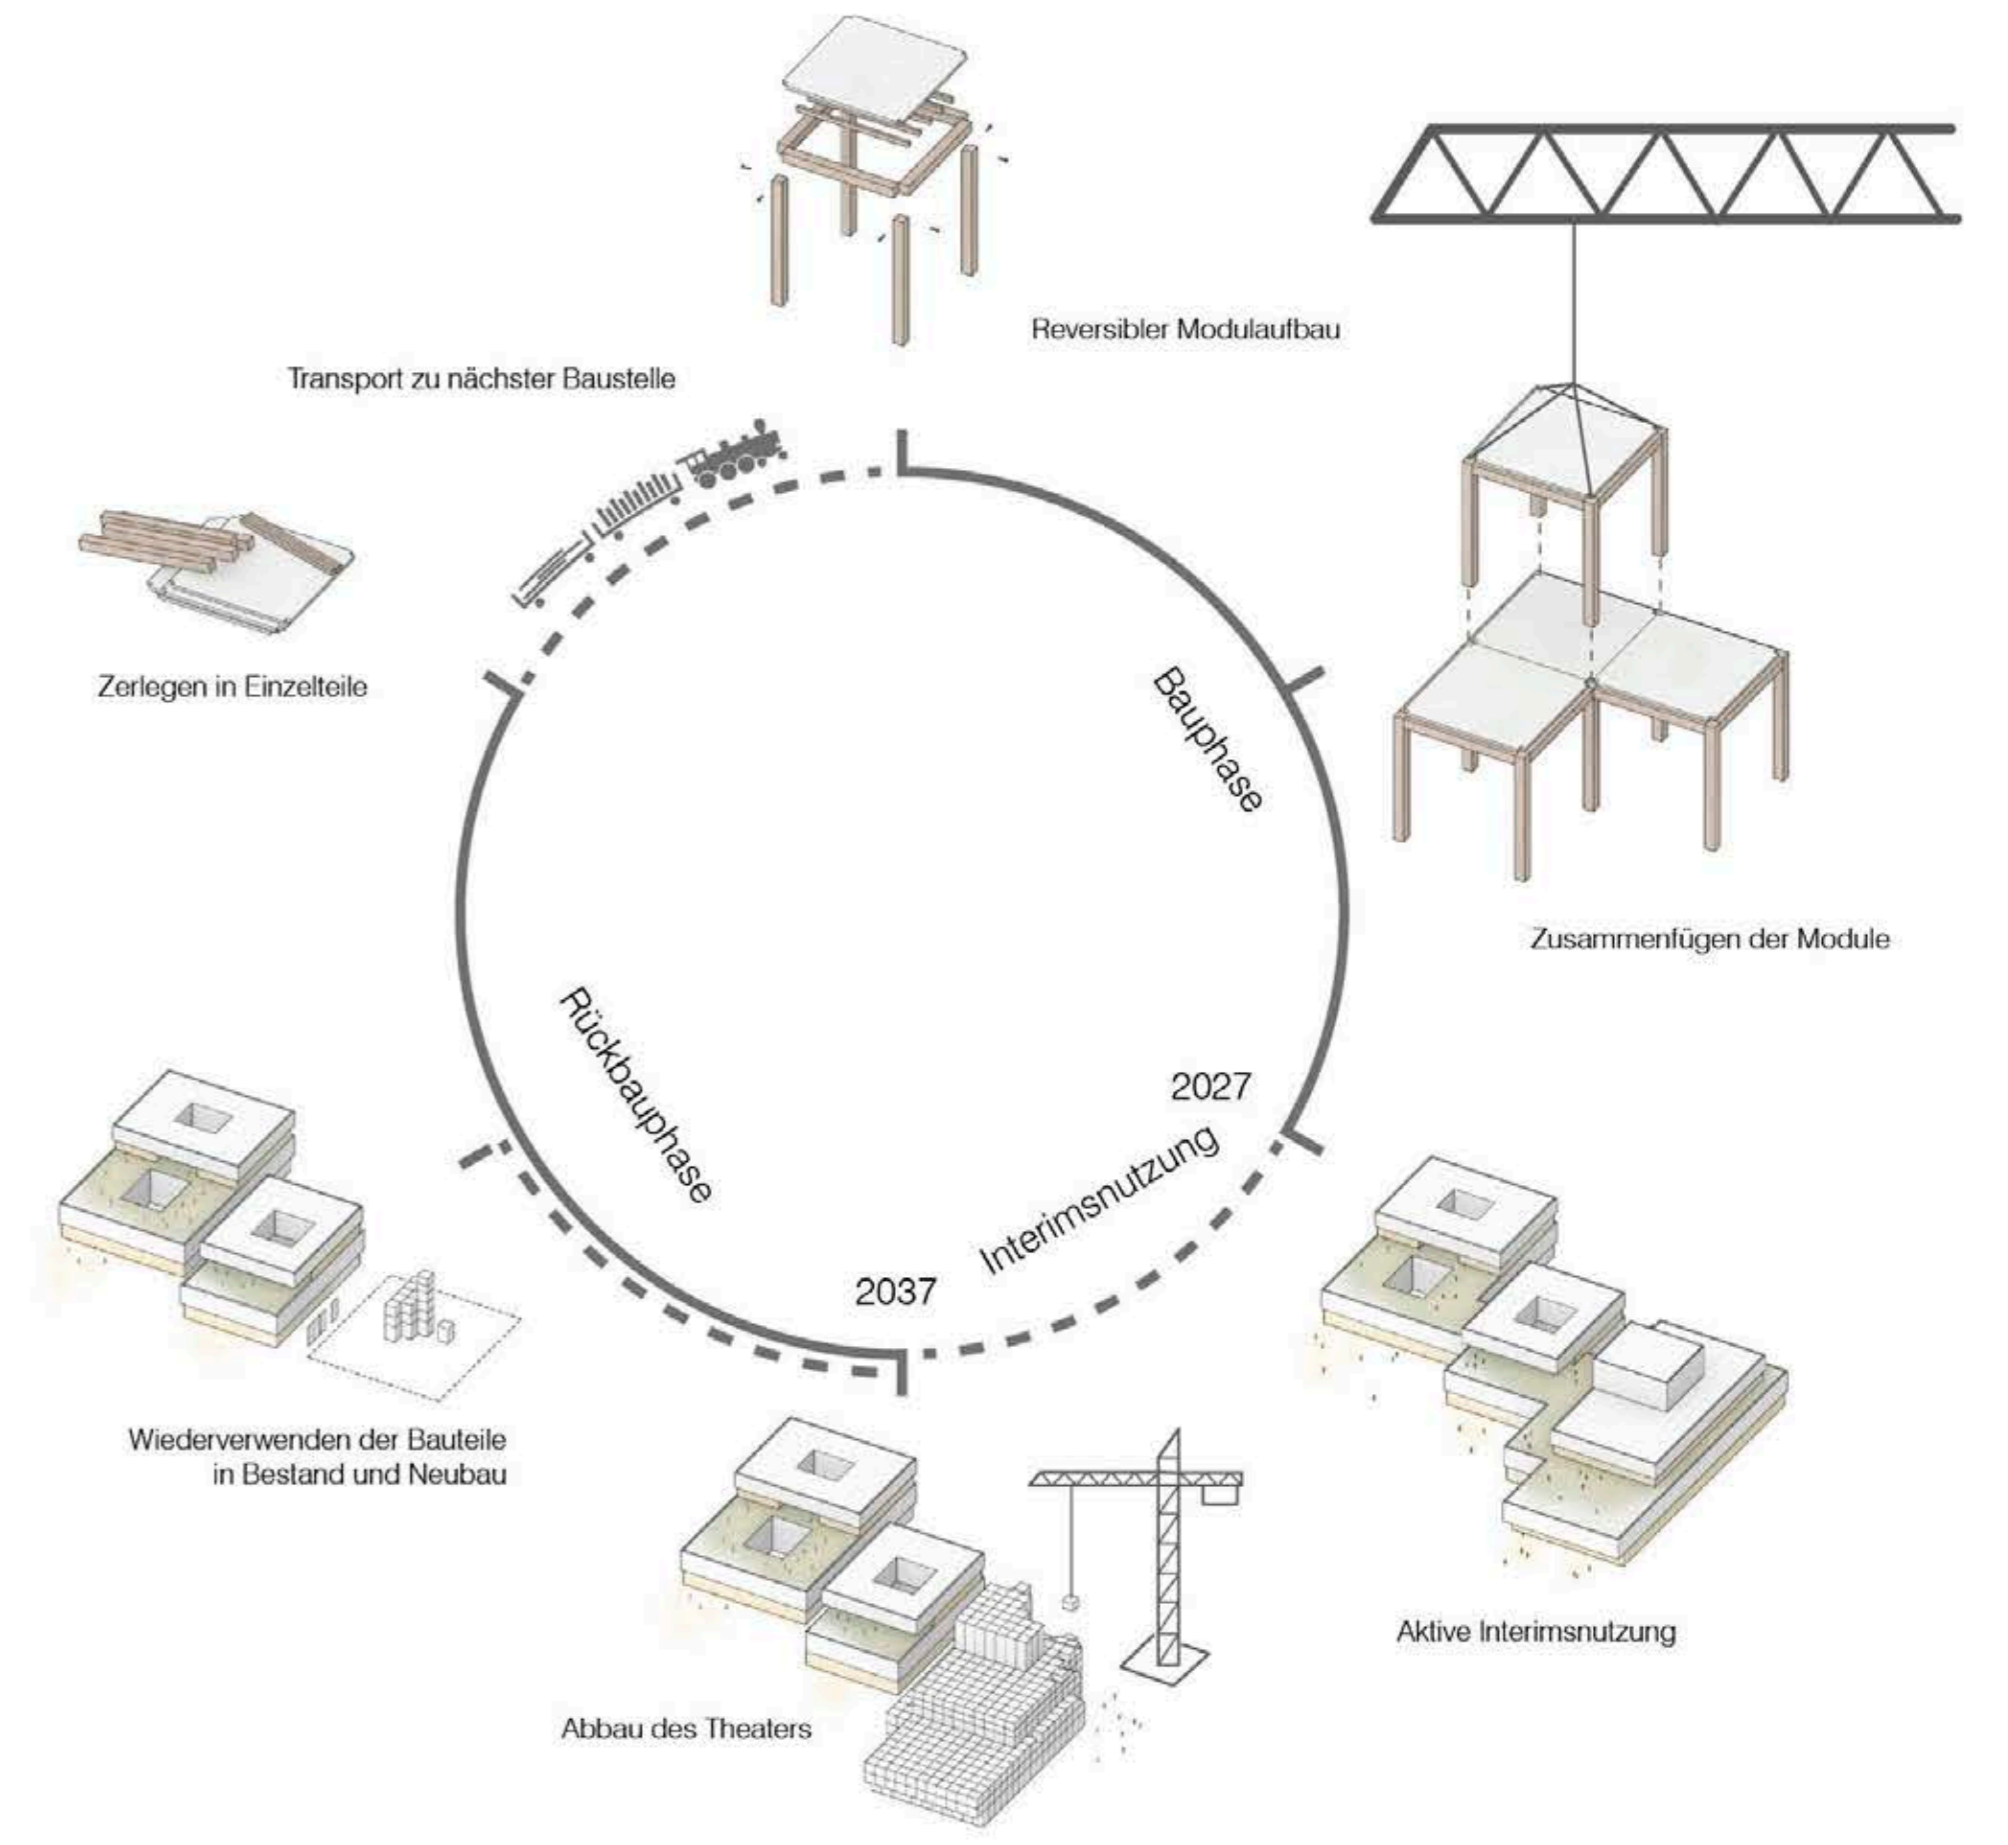 Reversibler Modulaufbau
Transport zu nächster Baustelle
Zerlegen in Einzelteile
Bauphase
Zusammenfügen der Module
Rückbauphase
2027
Interimsnutzung
2037
Wiederverwenden der Bauteile
in Bestand und Neubau
Aktive Interimsnutzung
Abbau des Theaters